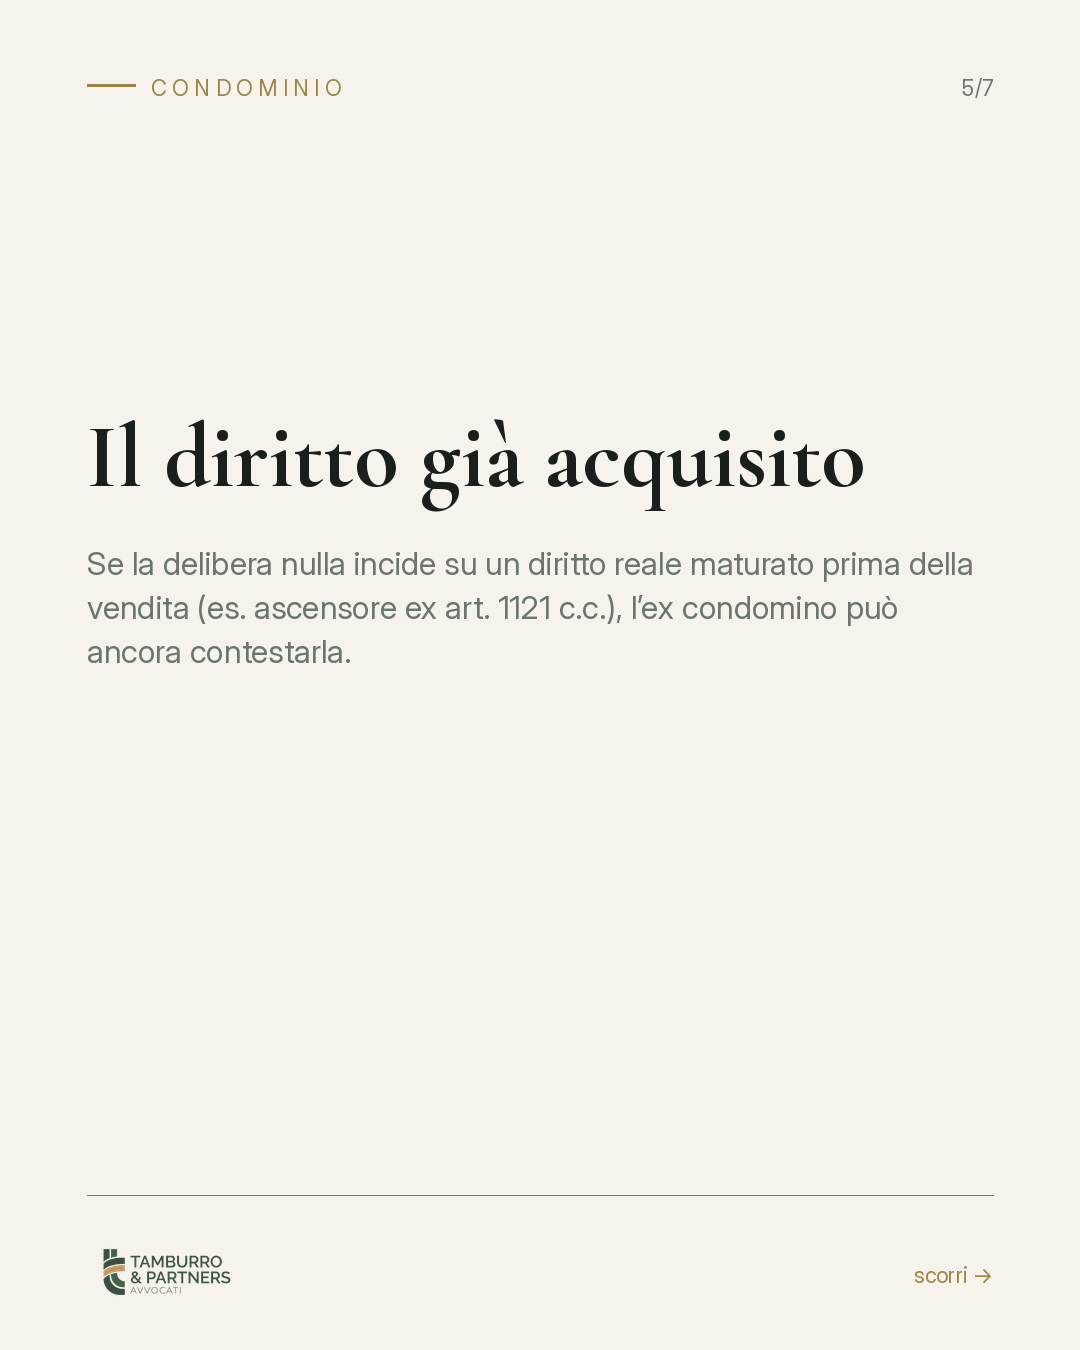 CONDOMINIO
5/7
Il diritto già acquisito
Se la delibera nulla incide su un diritto reale maturato prima della
vendita (es. ascensore ex art. 1121 c.c.), l’ex condomino può
ancora contestarla.
TAMBURRO
& PARTNERS
AVVOCATI
scorri →